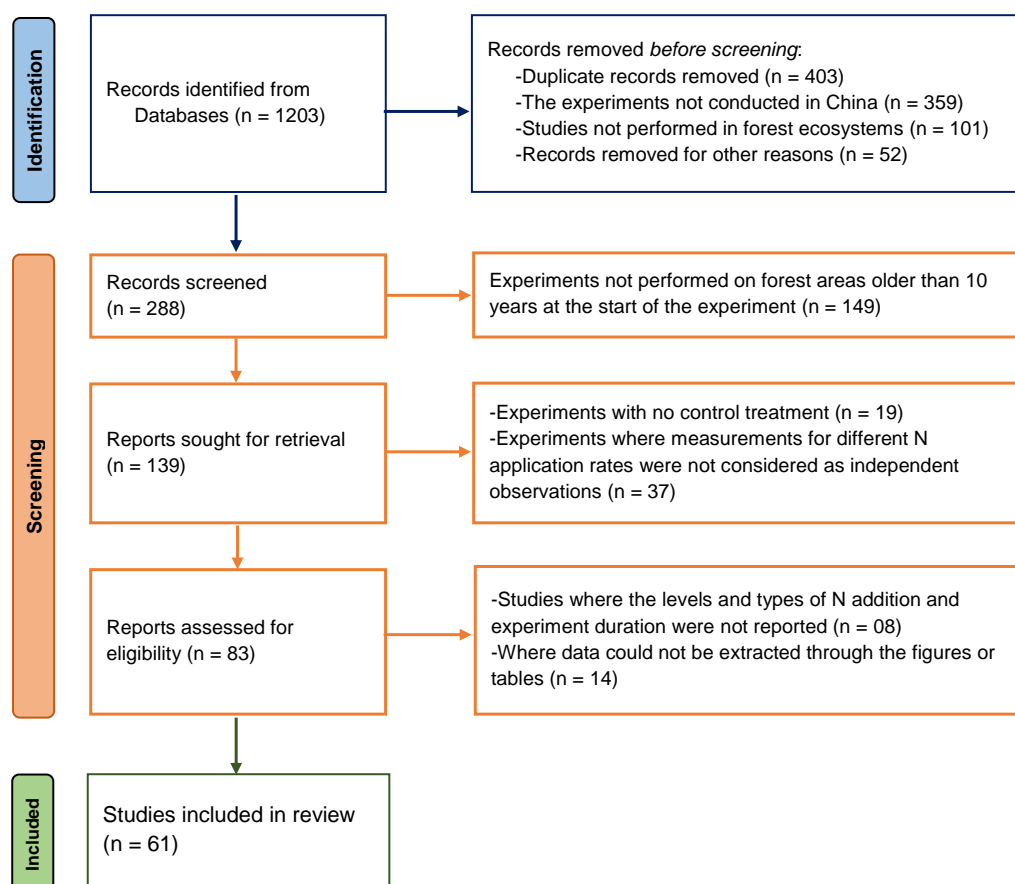 Identification
Records identified from
Databases (n = 1203)
Records removed before screening:
-Duplicate records removed (n = 403)
-The experiments not conducted in China (n = 359)
-Studies not performed in forest ecosystems (n = 101)
-Records removed for other reasons (n = 52)
Screening
Records screened
(n = 288)
Experiments not performed on forest areas older than 10
years at the start of the experiment (n = 149)
Reports sought for retrieval
(n = 139)
-Experiments with no control treatment (n = 19)
-Experiments where measurements for different N
application rates were not considered as independent
observations (n = 37)
Reports assessed for
eligibility (n = 83)
-Studies where the levels and types of N addition and
experiment duration were not reported (n = 08)
-Where data could not be extracted through the figures or
tables (n = 14)
Included
Studies included in review
(n = 61)